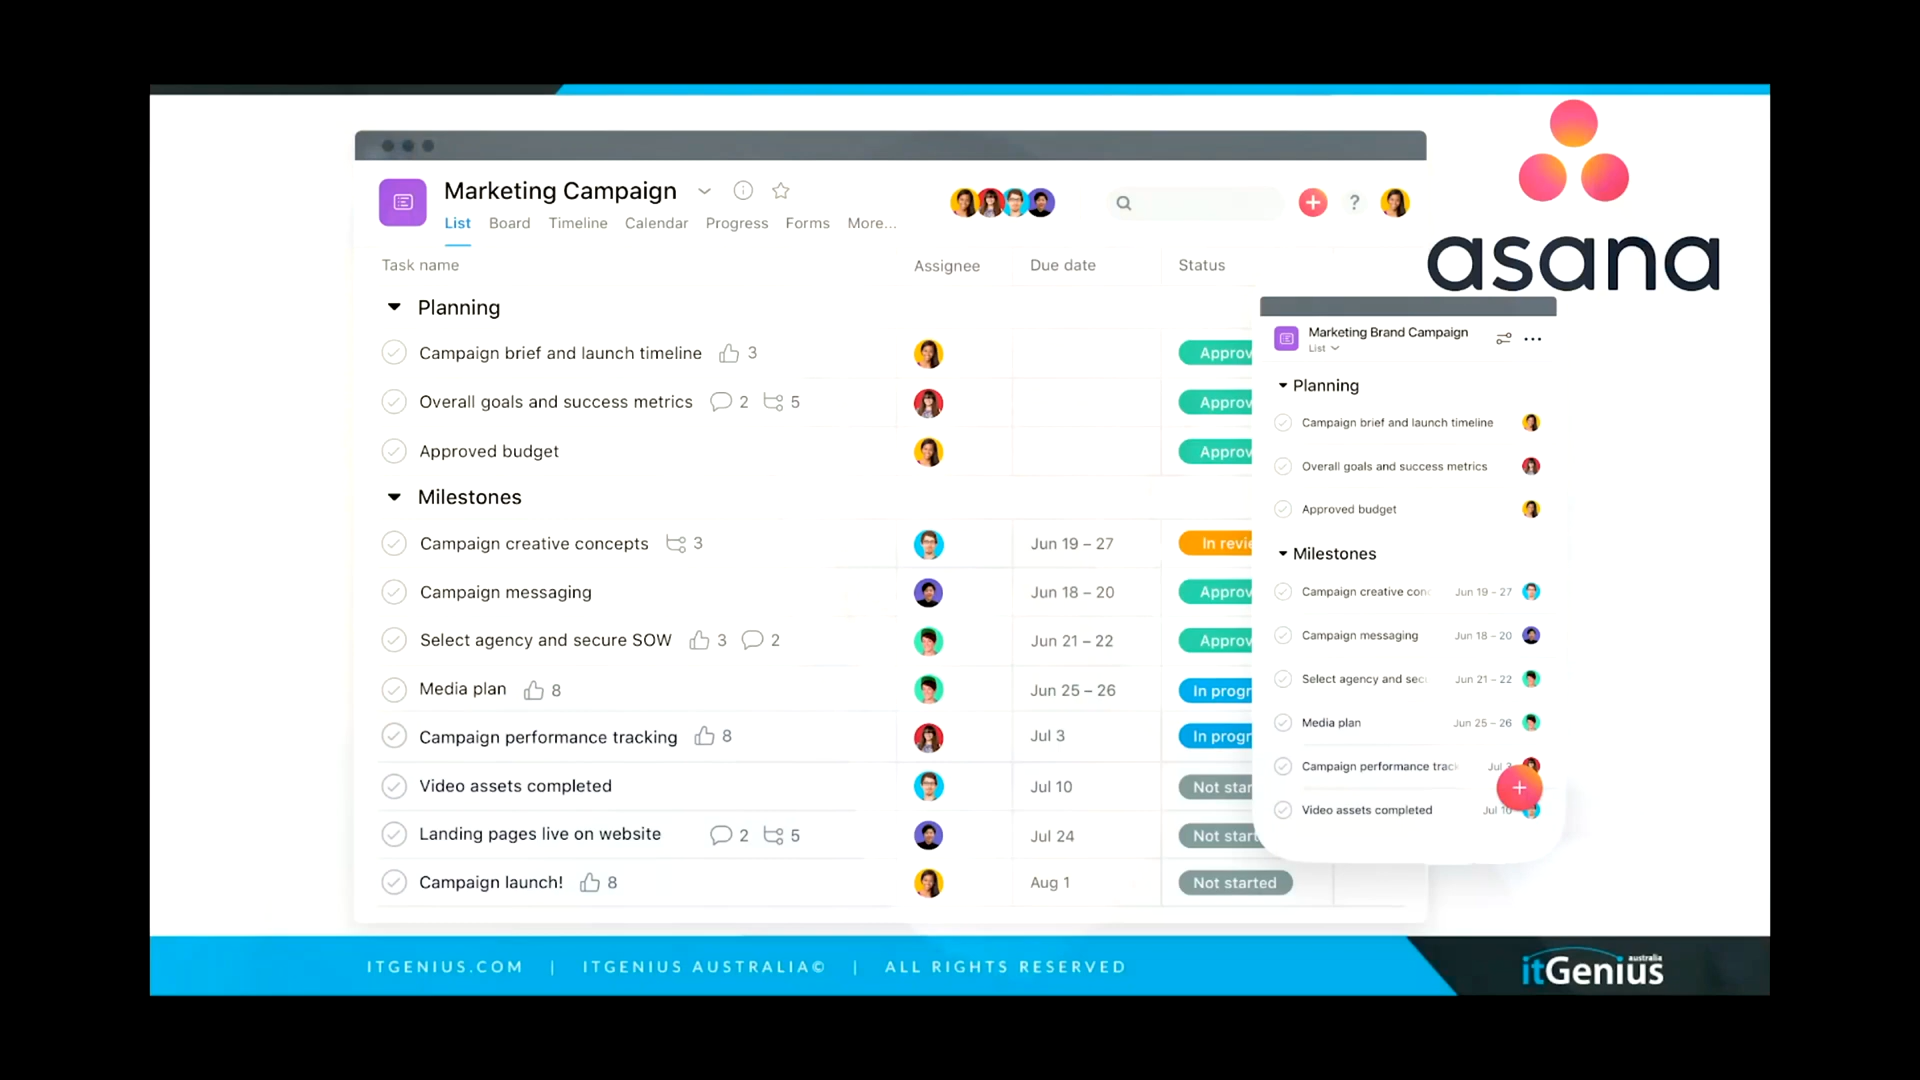 asana
Marketing Campaign
List Board Timeline Calendar Progress Forms More...
?
Task name Assignee Due date Status
Planning
Campaign brief and launch timeline 3 Approv
Overall goals and success metrics 2 5 Approv
Approved budget Approv
Milestones
Campaign creative concepts 3 Jun 19 – 27 In revie
Campaign messaging Jun 18 – 20 Approv
Select agency and secure SOW 3 2 Jun 21 – 22 Approv
Media plan 8 Jun 25 – 26 In progr
Campaign performance tracking 8 Jul 3 In progr
Video assets completed Jul 10 Not star
Landing pages live on website 2 5 Jul 24 Not start
Campaign launch! 8 Aug 1 Not started
Marketing Brand Campaign
List
Planning
Campaign brief and launch timeline
Overall goals and success metrics
Approved budget
Milestones
Campaign creative con Jun 19 – 27
Campaign messaging Jun 18 – 20
Select agency and sec Jun 21 – 22
Media plan Jun 25 – 26
Campaign performance trac Jul 3
Video assets completed Jul 10
ITGENIUS.COM | ITGENIUS AUSTRALIA© | ALL RIGHTS RESERVED
itGenius australia